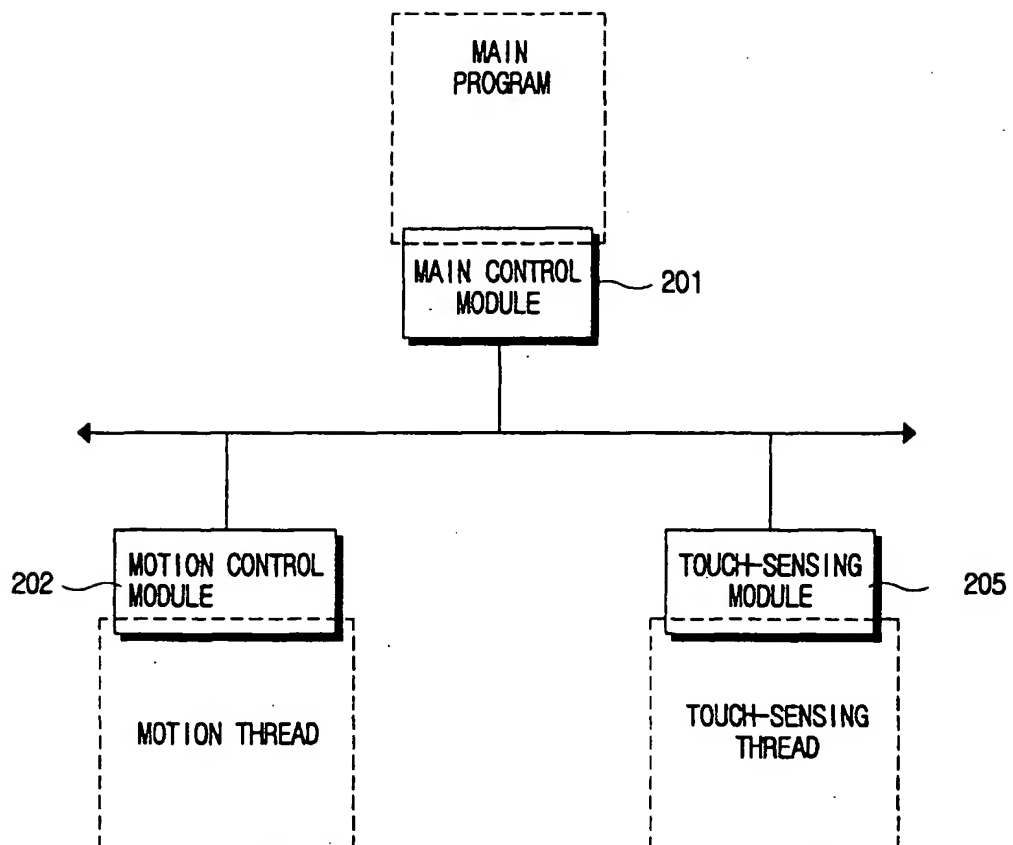 MAIN
PROGRAM
MAIN CONTROL
MODULE
201
MOTION CONTROL
MODULE
202
TOUCH-SENSING
MODULE
205
MOTION THREAD
TOUCH-SENSING
THREAD